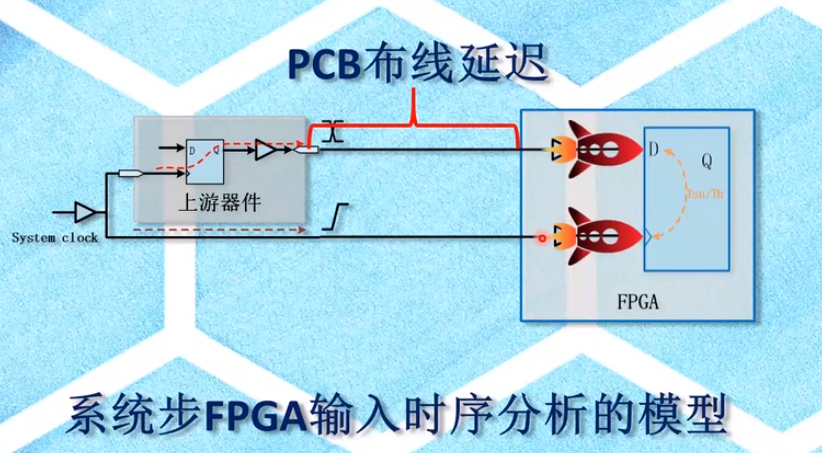 PCB布线延迟
D
Q
上游器件
System clock
D
Q
Tsu/Th
FPGA
系统步FPGA输入时序分析的模型